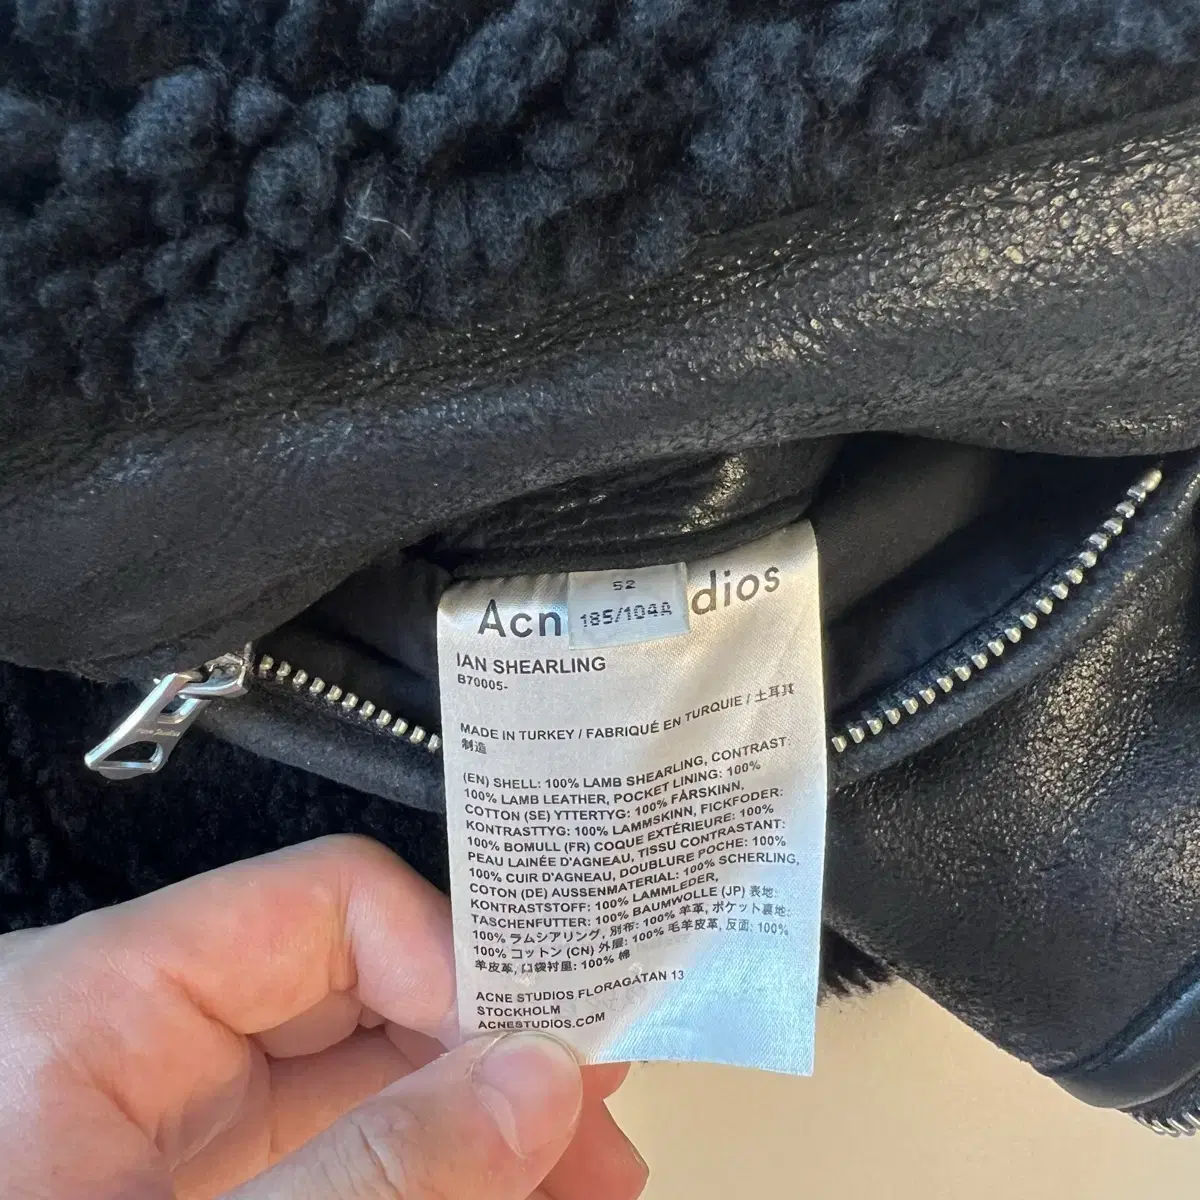 52
185/104A
Acn
dios
IAN SHEARLING
B70005-
MADE IN TURKEY / FABRIQUÉ EN TURQUIE / 土耳其
制造
(EN) SHELL: 100% LAMB SHEARLING, CONTRAST:
100% LAMB LEATHER, POCKET LINING: 100%
COTTON (SE) YTTERTYG: 100% FÅRSKINN,
KONTRASTTYG: 100% LAMMSKINN, FICKFODER:
100% BOMULL (FR) COQUE EXTÉRIEURE: 100%
PEAU LAINÉE D'AGNEAU, TISSU CONTRASTANT:
100% CUIR D'AGNEAU, DOUBLURE POCHE: 100%
COTON (DE) AUSSENMATERIAL: 100% SCHERLING,
KONTRASTSTOFF: 100% LAMMLEDER,
TASCHENFUTTER: 100% BAUMWOLLE (JP) 表地:
100% ラムシアリング, 別布: 100% 羊革, ポケット裏地:
100% コットン (CN) 外层: 100% 毛羊皮革, 反面: 100%
羊皮革, 口袋衬里: 100% 棉
ACNE STUDIOS FLORAGATAN 13
STOCKHOLM
ACNESTUDIOS.COM